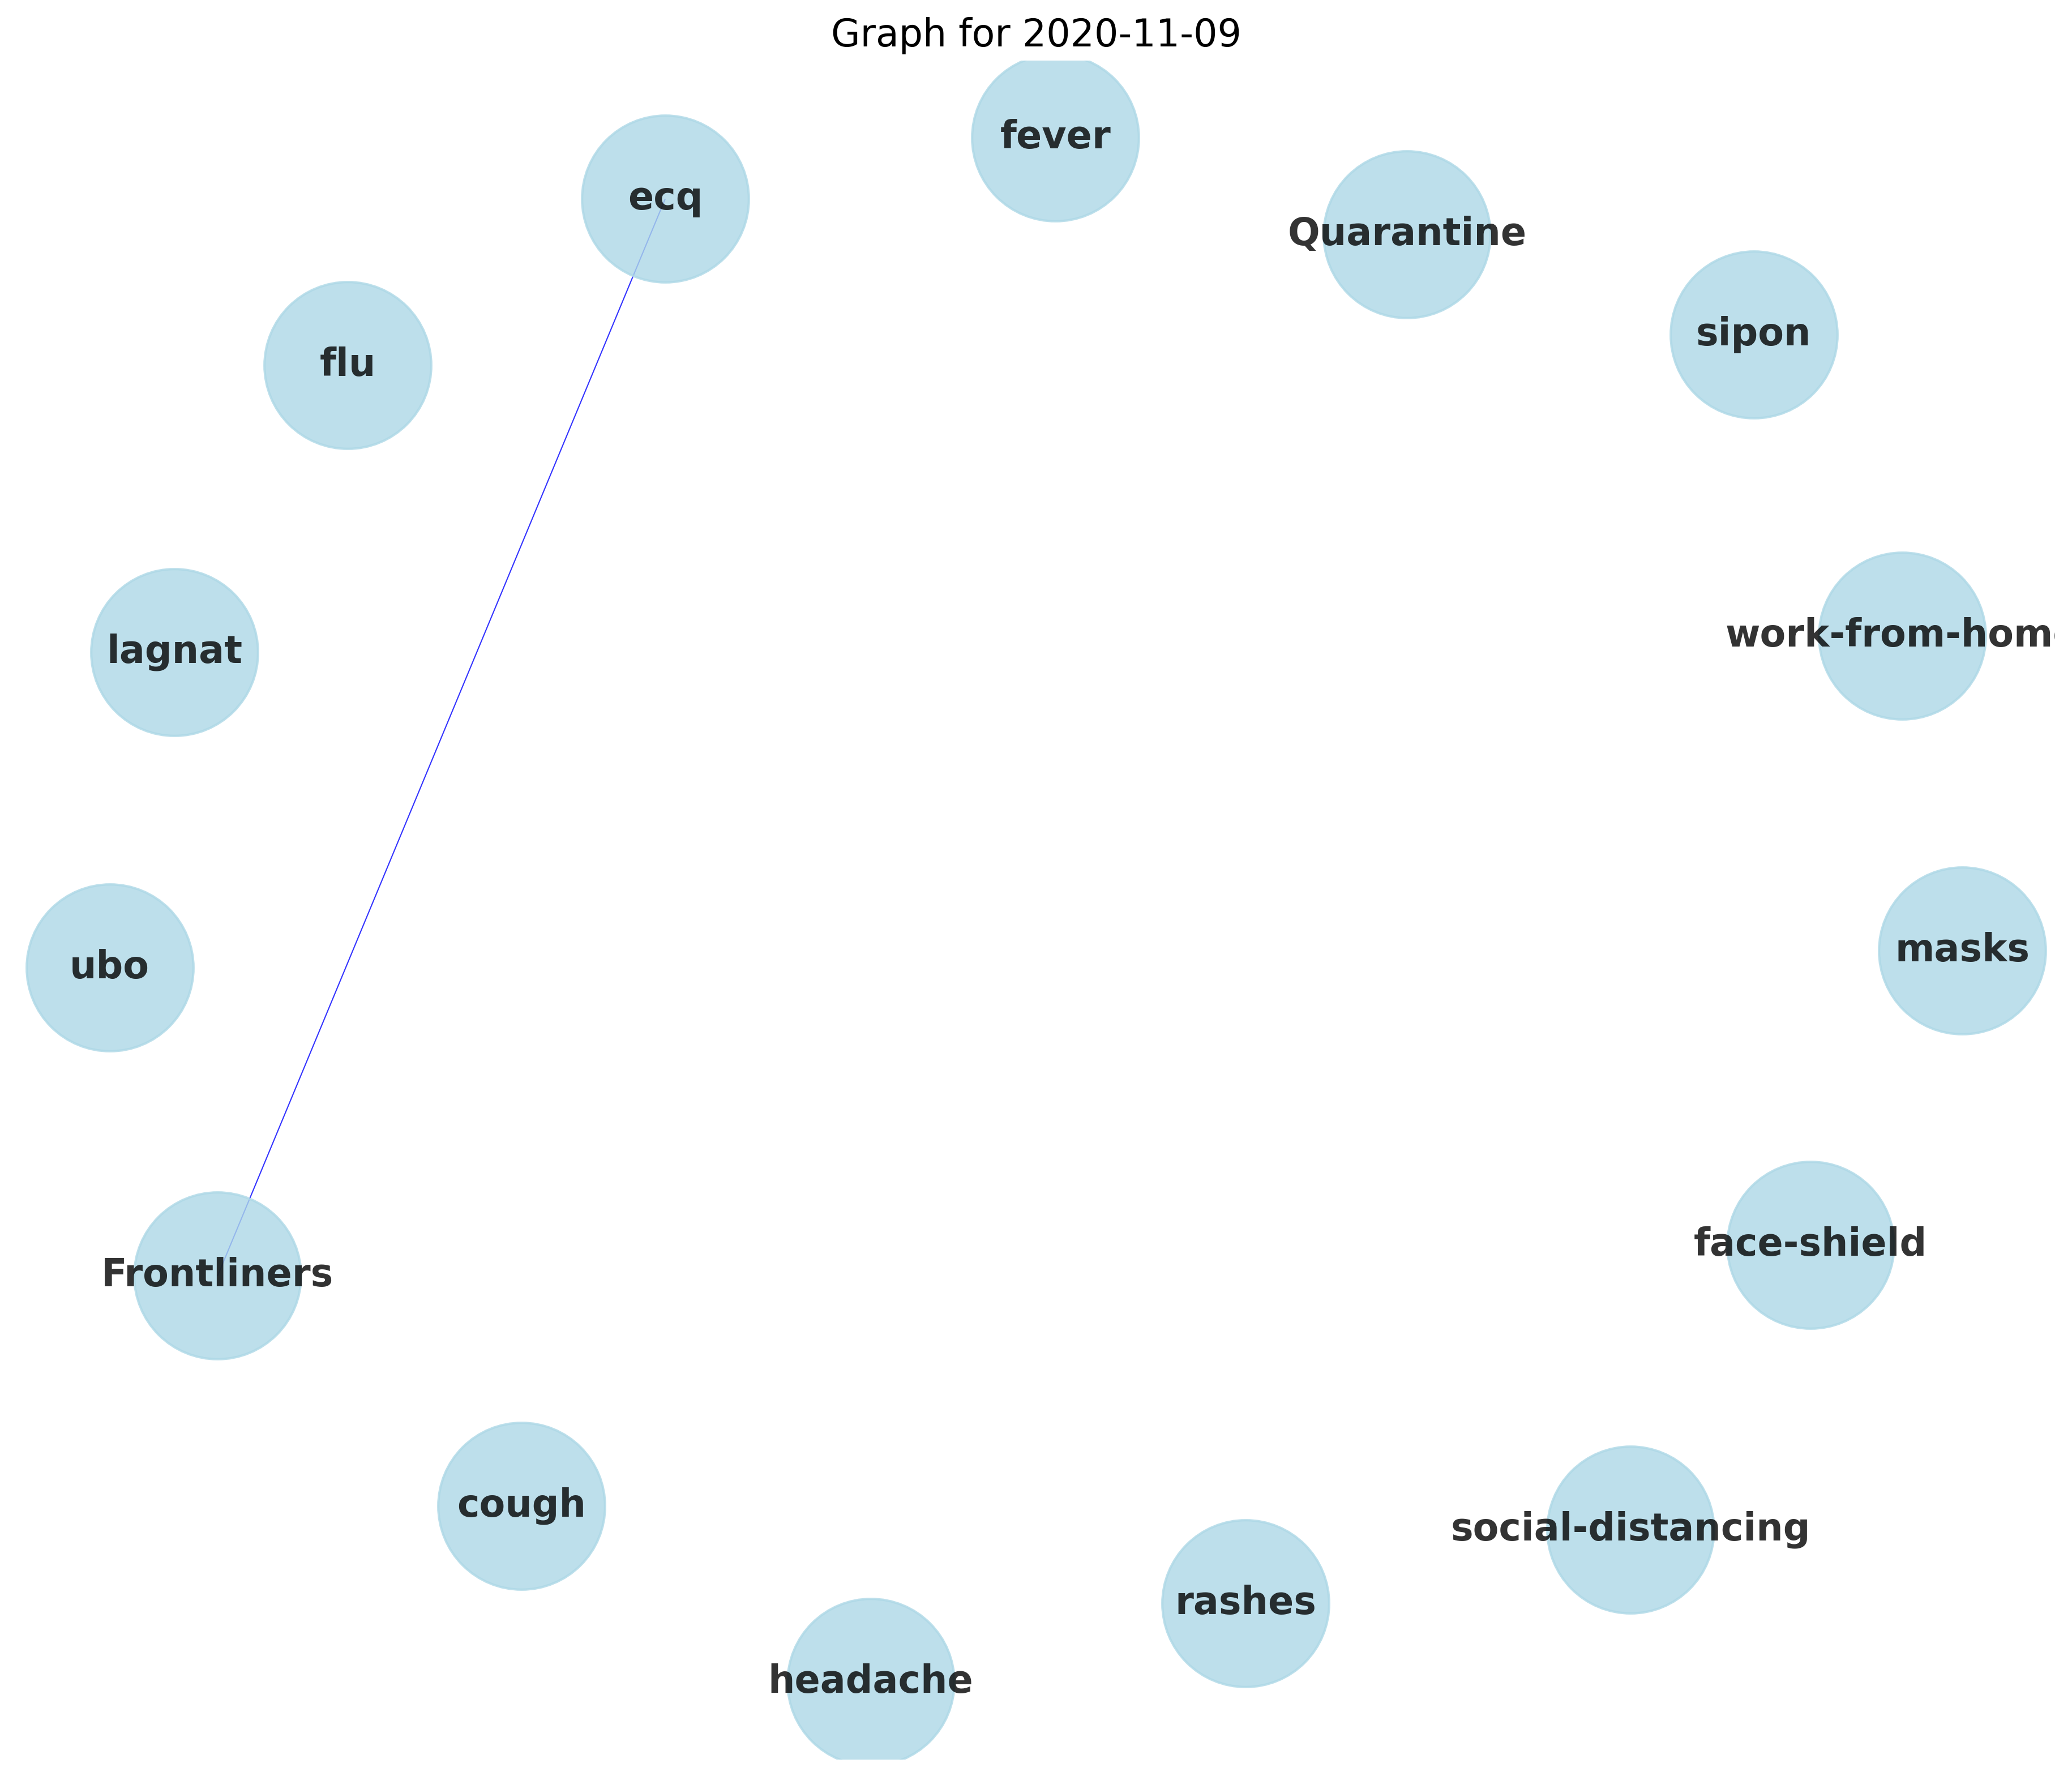 Graph for 2020-11-09
fever
ecq
Quarantine
sipon
flu
work-from-hom
lagnat
masks
ubo
face-shield
Frontliners
cough
social-distancing
rashes
headache